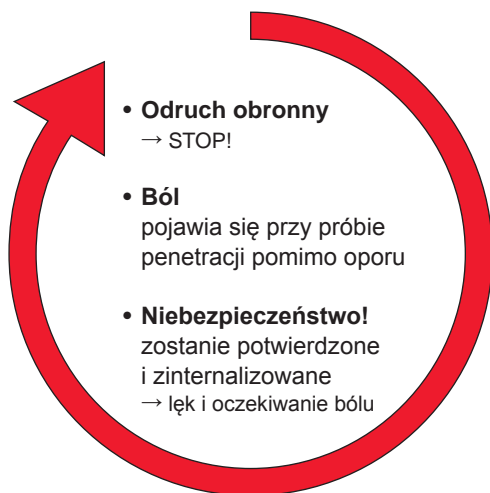 • Odruch obronny
→ STOP!
• Ból
pojawia się przy próbie
penetracji pomimo oporu
• Niebezpieczeństwo!
zostanie potwierdzone
i zinternalizowane
→ lęk i oczekiwanie bólu